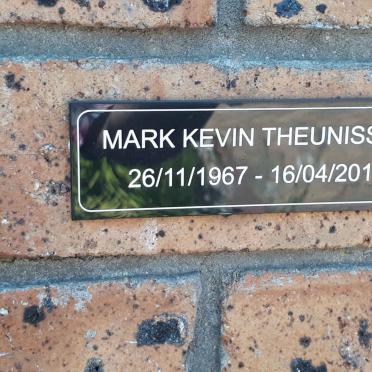 MARK KEVIN THEUNISS
26/11/1967 - 16/04/201